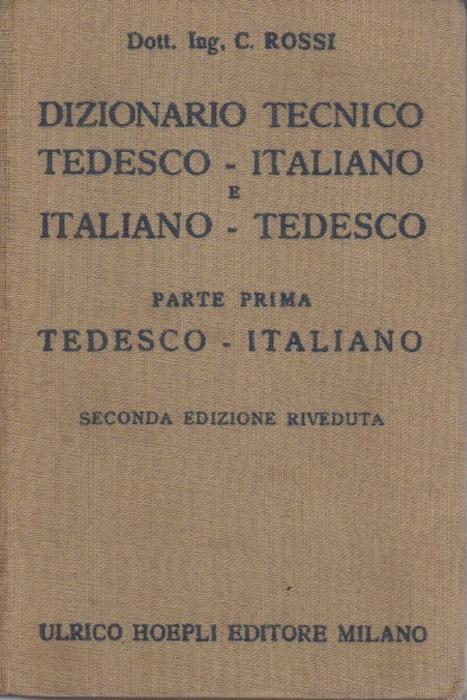 Dott. Ing. C. ROSSI
DIZIONARIO TECNICO
TEDESCO - ITALIANO
E
ITALIANO - TEDESCO
PARTE PRIMA
TEDESCO - ITALIANO
SECONDA EDIZIONE RIVEDUTA
ULRICO HOEPLI EDITORE MILANO